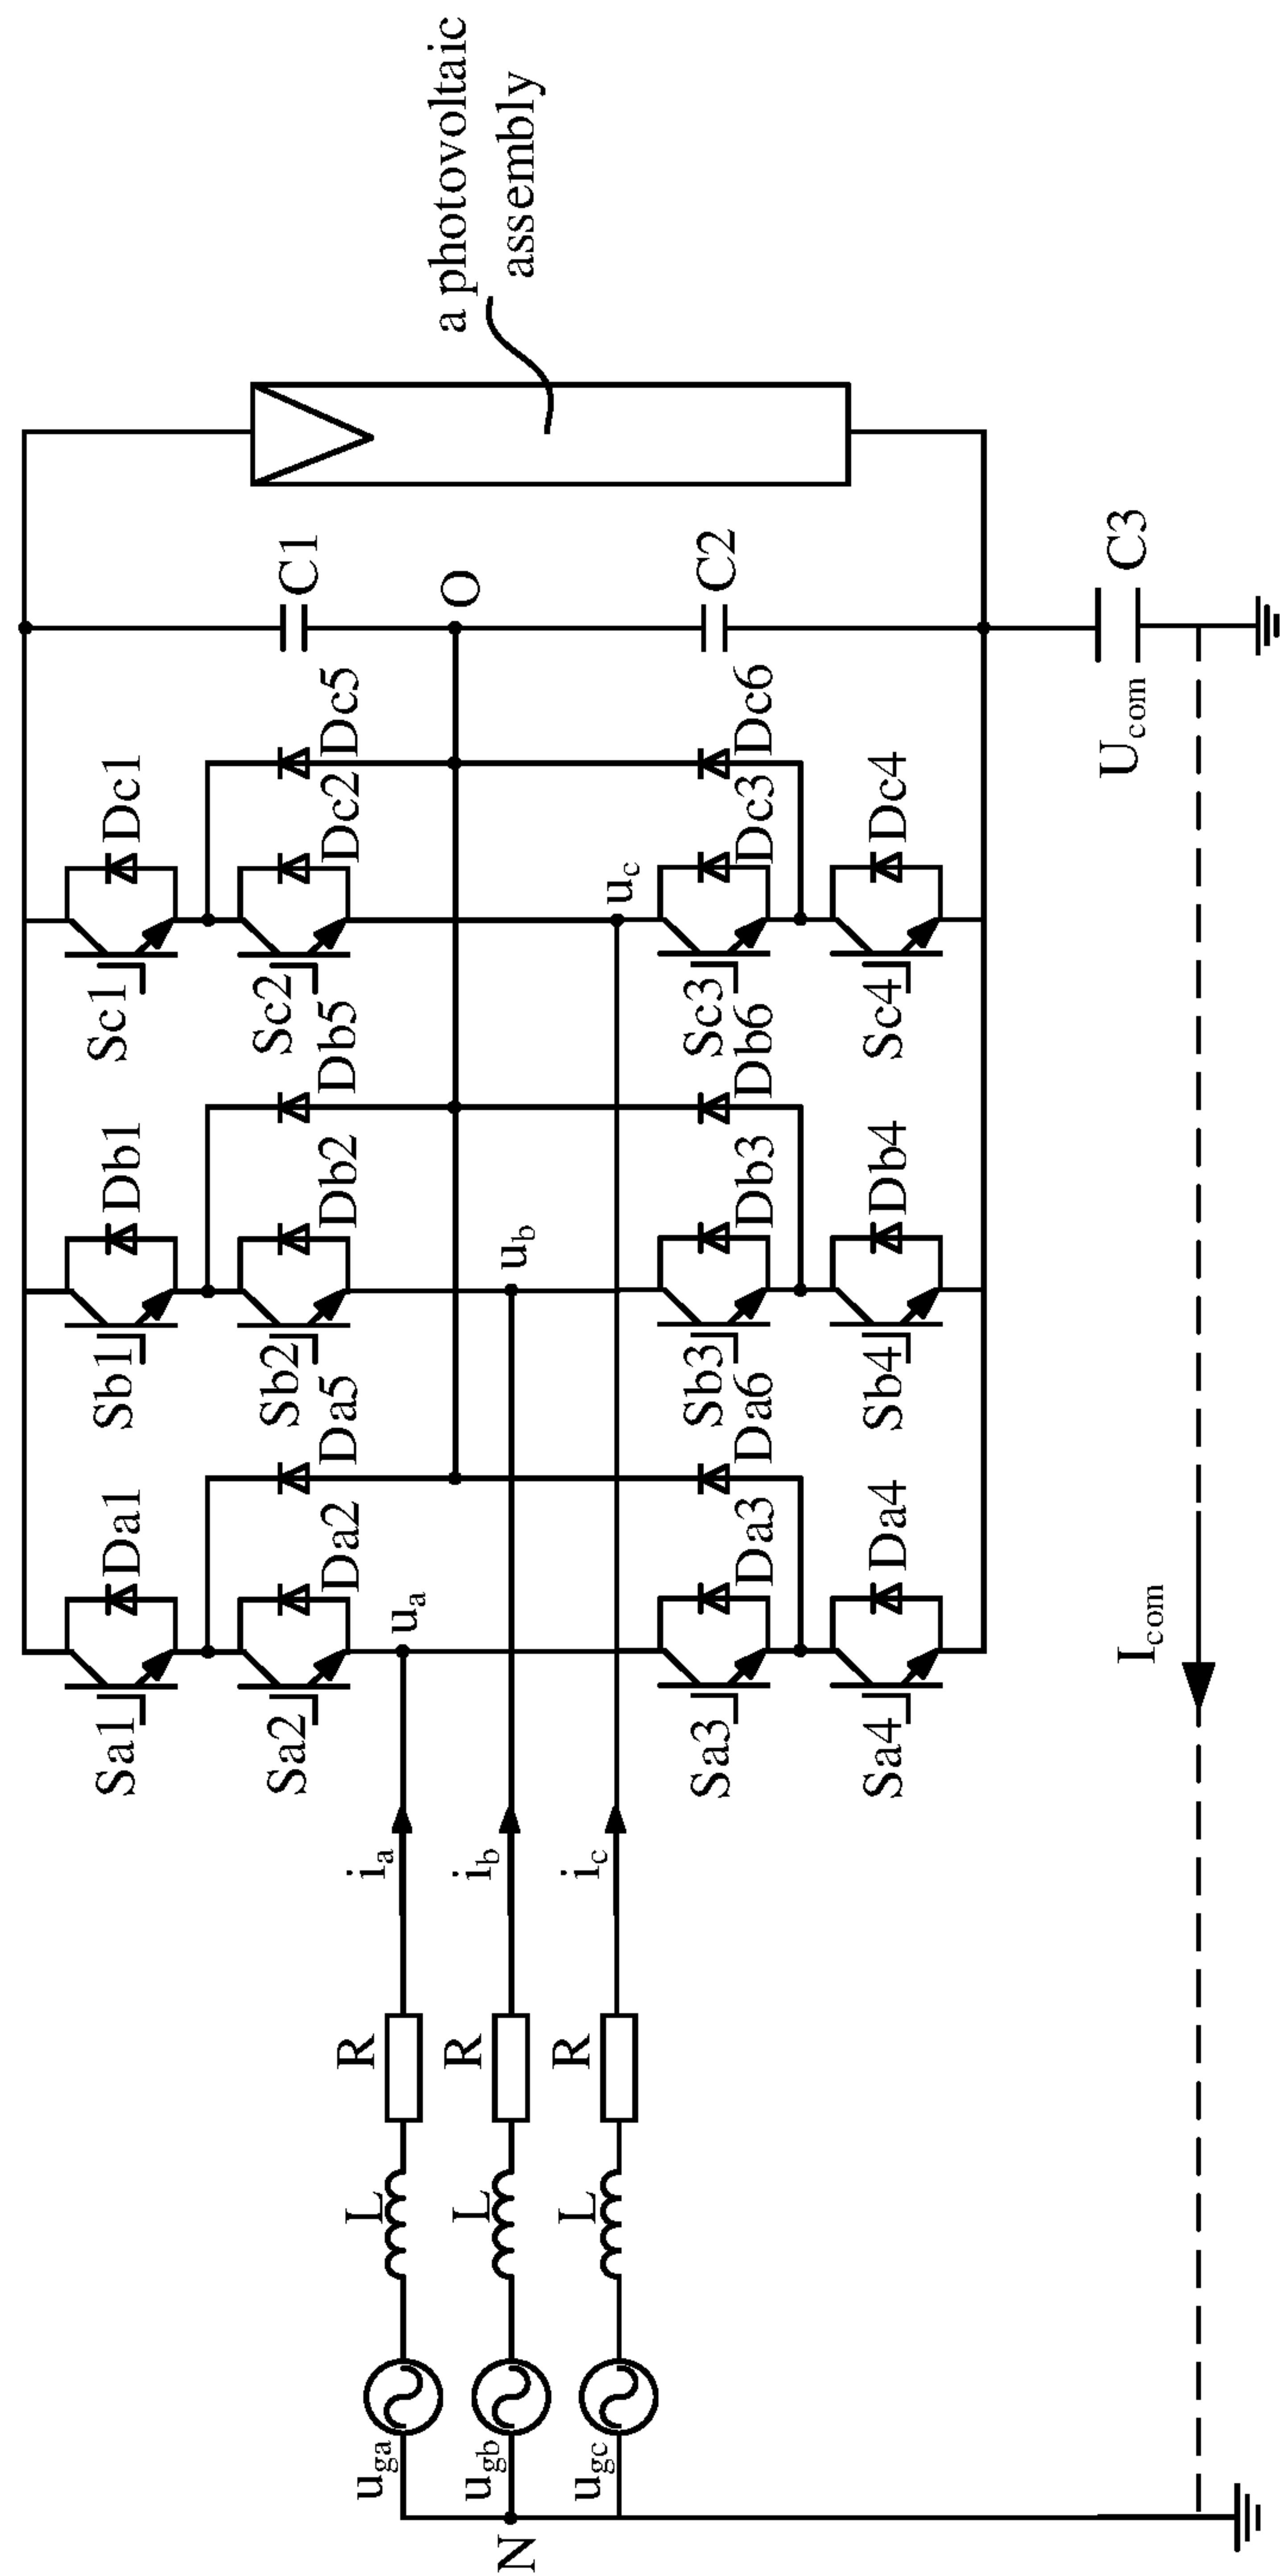 a photovoltaic
assembly
Sa1
Da1
Sb1
Db1
Sc1
Dc1
Sa2
Da2
Da5
Sb2
Db2
Db5
Sc2
Dc2
Dc5
C1
O
ua
ub
uc
ia
ib
ic
R
R
R
L
L
L
uga
ugb
ugc
N
Sa3
Da3
Da6
Sb3
Db3
Db6
Sc3
Dc3
Dc6
C2
Sa4
Da4
Sb4
Db4
Sc4
Dc4
Ucom
C3
Icom